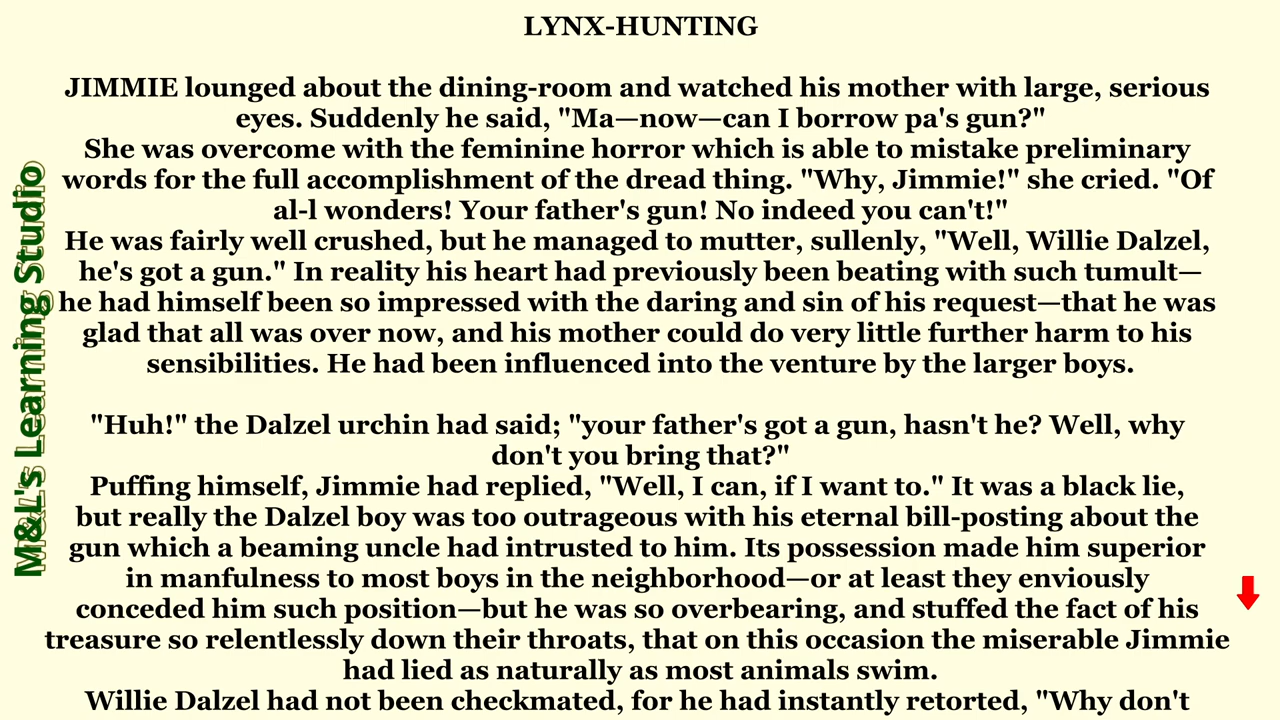 LYNX-HUNTING
JIMMIE lounged about the dining-room and watched his mother with large, serious
eyes. Suddenly he said, "Ma—now—can I borrow pa's gun?"
She was overcome with the feminine horror which is able to mistake preliminary
words for the full accomplishment of the dread thing. "Why, Jimmie!" she cried. "Of
al-l wonders! Your father's gun! No indeed you can't!"
He was fairly well crushed, but he managed to mutter, sullenly, "Well, Willie Dalzel,
he's got a gun." In reality his heart had previously been beating with such tumult—
he had himself been so impressed with the daring and sin of his request—that he was
glad that all was over now, and his mother could do very little further harm to his
sensibilities. He had been influenced into the venture by the larger boys.
"Huh!" the Dalzel urchin had said; "your father's got a gun, hasn't he? Well, why
don't you bring that?"
Puffing himself, Jimmie had replied, "Well, I can, if I want to." It was a black lie,
but really the Dalzel boy was too outrageous with his eternal bill-posting about the
gun which a beaming uncle had intrusted to him. Its possession made him superior
in manfulness to most boys in the neighborhood—or at least they enviously
conceded him such position—but he was so overbearing, and stuffed the fact of his
treasure so relentlessly down their throats, that on this occasion the miserable Jimmie
had lied as naturally as most animals swim.
Willie Dalzel had not been checkmated, for he had instantly retorted, "Why don't
M&L's Learning Studio